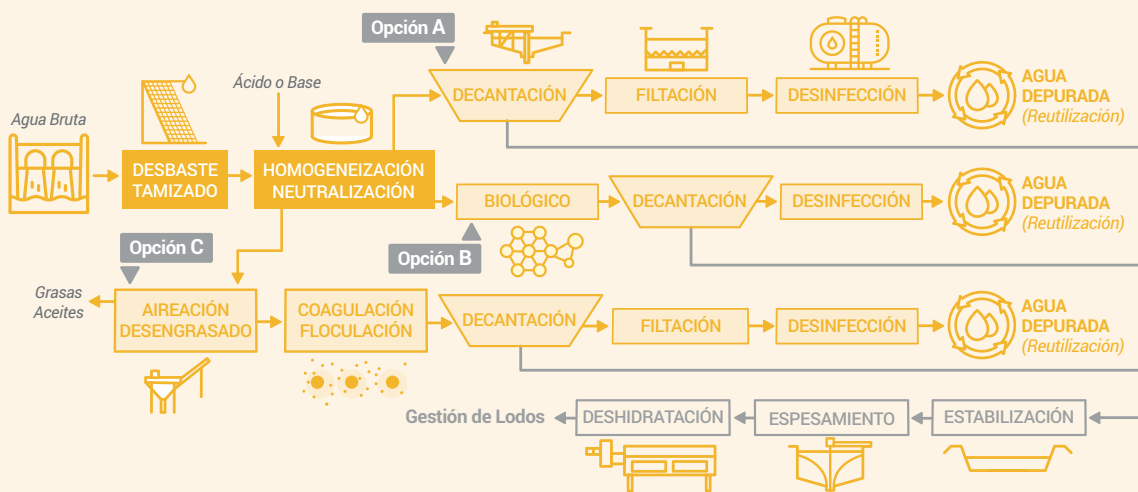 Opción A
Ácido o Base
Agua Bruta
DESBASTE
TAMIZADO
HOMOGENEIZACIÓN
NEUTRALIZACIÓN
DECANTACIÓN
FILTACIÓN
DESINFECCIÓN
AGUA
DEPURADA
(Reutilización)
BIOLÓGICO
DECANTACIÓN
DESINFECCIÓN
AGUA
DEPURADA
(Reutilización)
Opción B
Opción C
Grasas
Aceites
AIREACIÓN
DESENGRASADO
COAGULACIÓN
FLOCULACIÓN
DECANTACIÓN
FILTACIÓN
DESINFECCIÓN
AGUA
DEPURADA
(Reutilización)
Gestión de Lodos
DESHIDRATACIÓN
ESPESAMIENTO
ESTABILIZACIÓN